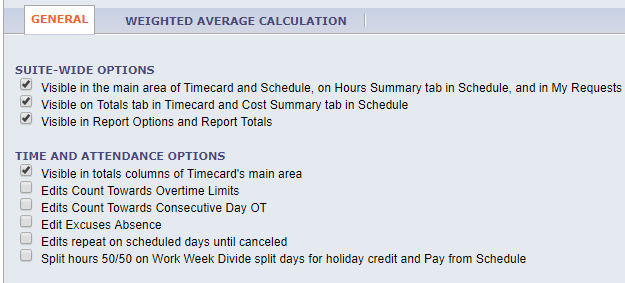 GENERAL WEIGHTED AVERAGE CALCULATION
SUITE-WIDE OPTIONS
Visible in the main area of Timecard and Schedule, on Hours Summary tab in Schedule, and in My Requests
Visible on Totals tab in Timecard and Cost Summary tab in Schedule
Visible in Report Options and Report Totals
TIME AND ATTENDANCE OPTIONS
Visible in totals columns of Timecard's main area
Edits Count Towards Overtime Limits
Edits Count Towards Consecutive Day OT
Edit Excuses Absence
Edits repeat on scheduled days until canceled
Split hours 50/50 on Work Week Divide split days for holiday credit and Pay from Schedule